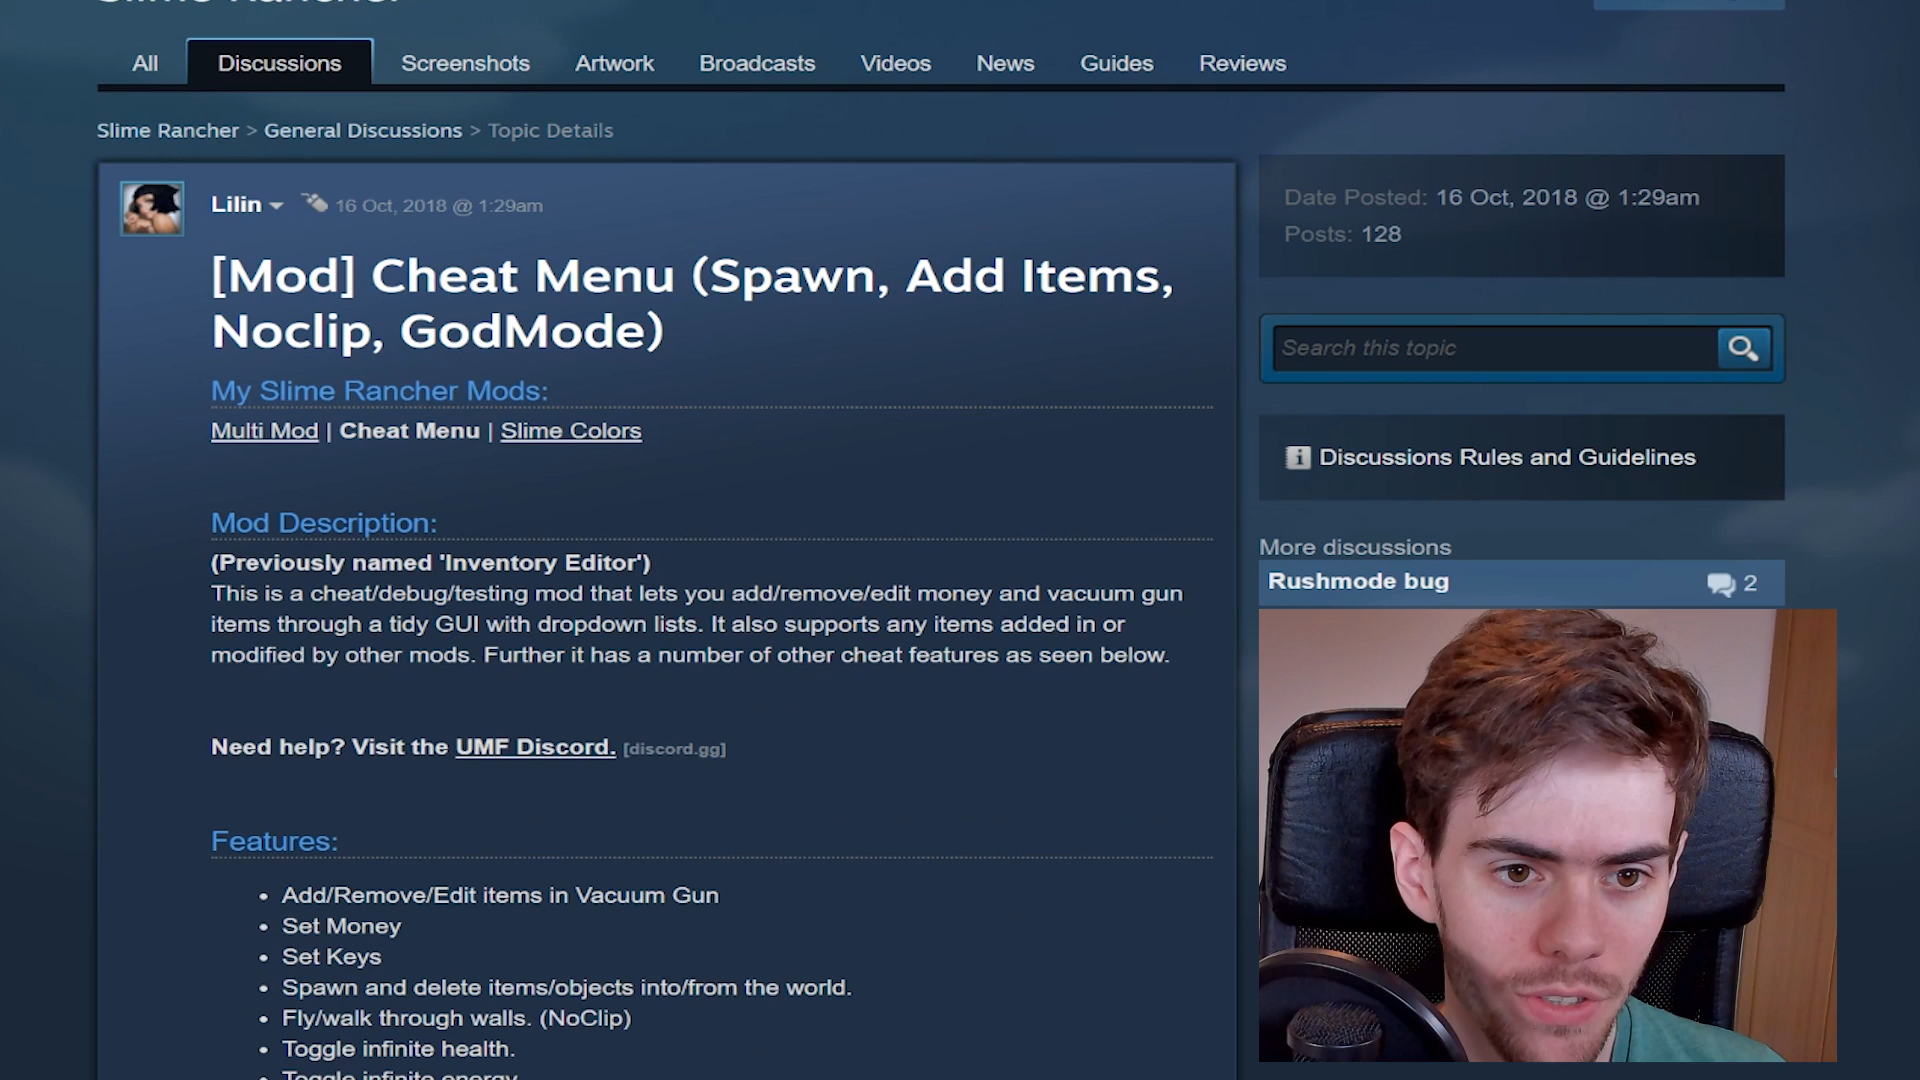 Slime Rancher
All Discussions Screenshots Artwork Broadcasts Videos News Guides Reviews
Slime Rancher > General Discussions > Topic Details
Lilin 16 Oct, 2018 @ 1:29am
[Mod] Cheat Menu (Spawn, Add Items,
Noclip, GodMode)
My Slime Rancher Mods:
Multi Mod | Cheat Menu | Slime Colors
Mod Description:
(Previously named 'Inventory Editor')
This is a cheat/debug/testing mod that lets you add/remove/edit money and vacuum gun
items through a tidy GUI with dropdown lists. It also supports any items added in or
modified by other mods. Further it has a number of other cheat features as seen below.
Need help? Visit the UMF Discord. [discord.gg]
Features:
• Add/Remove/Edit items in Vacuum Gun
• Set Money
• Set Keys
• Spawn and delete items/objects into/from the world.
• Fly/walk through walls. (NoClip)
• Toggle infinite health.
• Toggle infinite energy
Date Posted: 16 Oct, 2018 @ 1:29am
Posts: 128
Search this topic
i Discussions Rules and Guidelines
More discussions
Rushmode bug 2